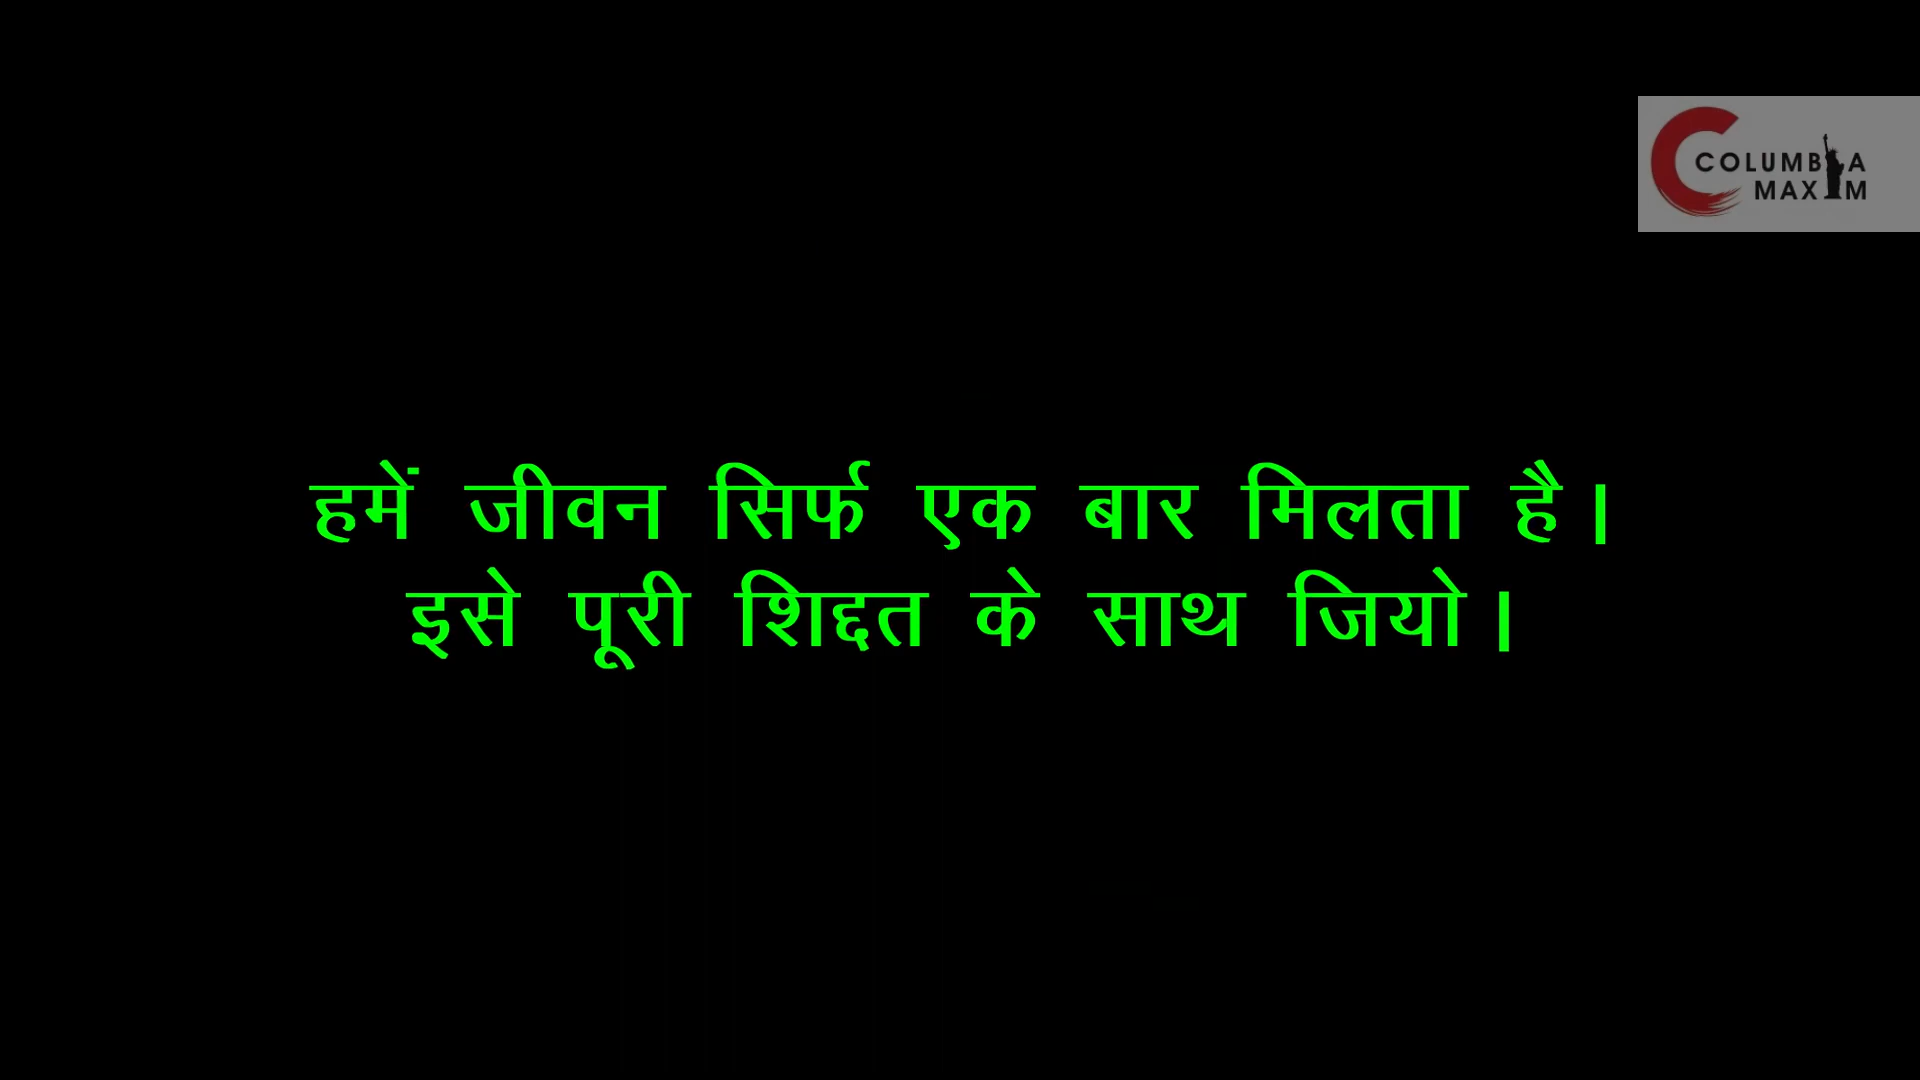 COLUMBIA
MAXIM
हमें जीवन सिर्फ एक बार मिलता है।
इसे पूरी शिद्दत के साथ जियो।